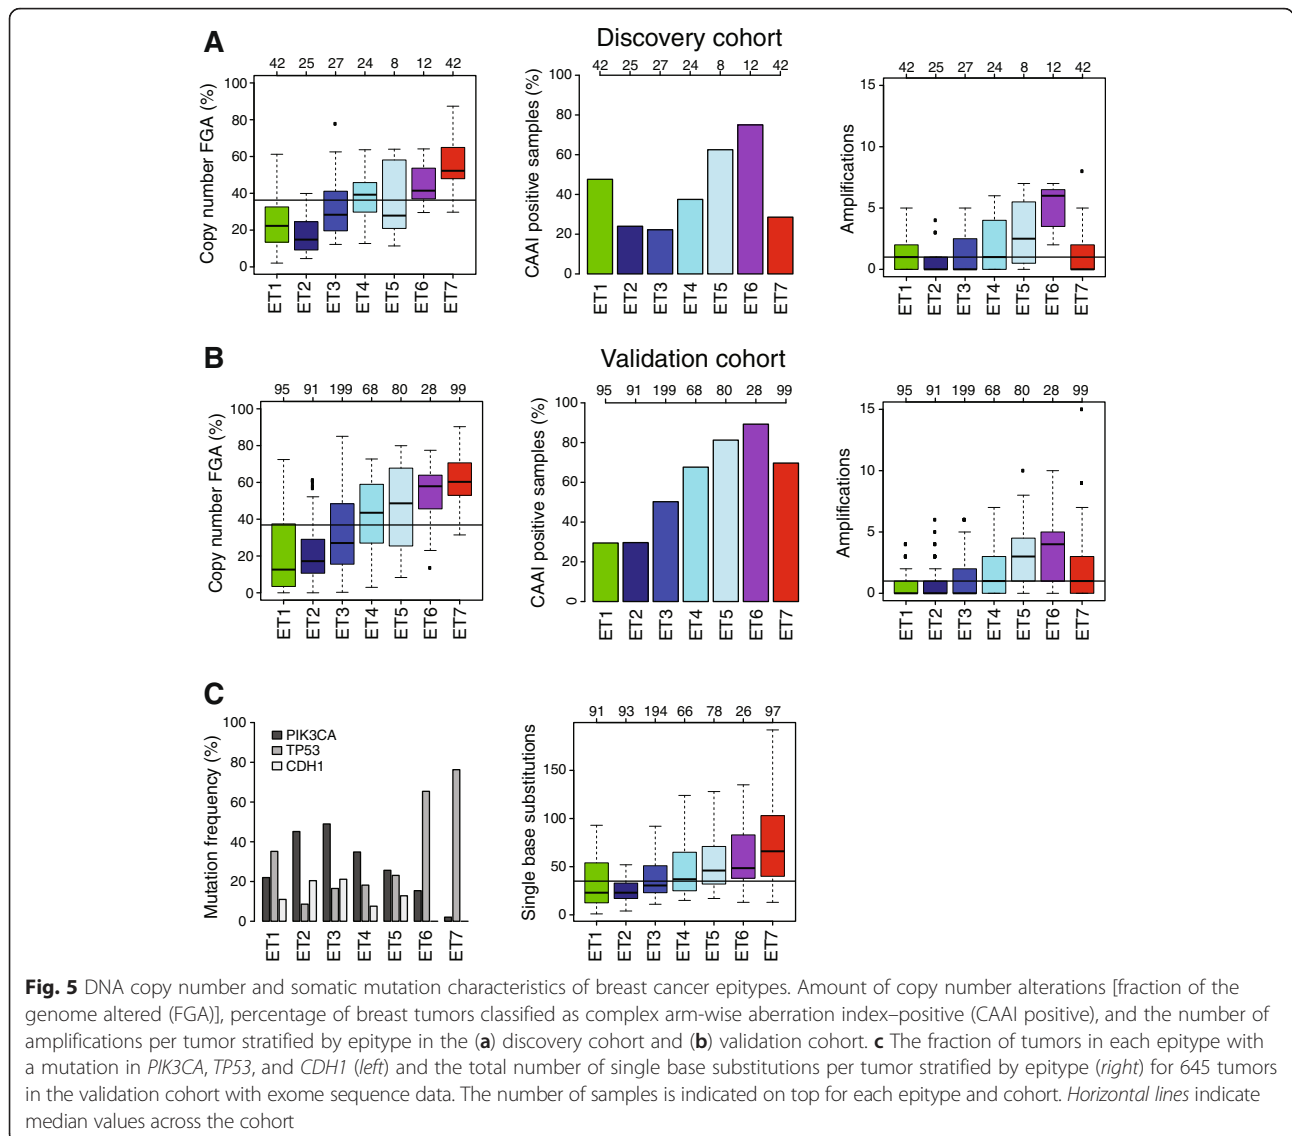 A
Discovery cohort
42 25 27 24 8 12 42
Copy number FGA (%)
100
80
60
40
20
0
ET1 ET2 ET3 ET4 ET5 ET6 ET7
42 25 27 24 8 12 42
CAAI positive samples (%)
100
80
60
40
20
0
ET1 ET2 ET3 ET4 ET5 ET6 ET7
42 25 27 24 8 12 42
Amplifications
15
10
5
0
ET1 ET2 ET3 ET4 ET5 ET6 ET7
B
Validation cohort
95 91 199 68 80 28 99
Copy number FGA (%)
100
80
60
40
20
0
ET1 ET2 ET3 ET4 ET5 ET6 ET7
95 91 199 68 80 28 99
CAAI positive samples (%)
100
80
60
40
20
0
ET1 ET2 ET3 ET4 ET5 ET6 ET7
95 91 199 68 80 28 99
Amplifications
15
10
5
0
ET1 ET2 ET3 ET4 ET5 ET6 ET7
C
Mutation frequency (%)
100
80
60
40
20
0
PIK3CA
TP53
CDH1
ET1 ET2 ET3 ET4 ET5 ET6 ET7
91 93 194 66 78 26 97
Single base substitutions
150
100
50
0
ET1 ET2 ET3 ET4 ET5 ET6 ET7
Fig. 5 DNA copy number and somatic mutation characteristics of breast cancer epitypes. Amount of copy number alterations [fraction of the
genome altered (FGA)], percentage of breast tumors classified as complex arm-wise aberration index–positive (CAAI positive), and the number of
amplifications per tumor stratified by epitype in the (a) discovery cohort and (b) validation cohort. c The fraction of tumors in each epitype with
a mutation in PIK3CA, TP53, and CDH1 (left) and the total number of single base substitutions per tumor stratified by epitype (right) for 645 tumors
in the validation cohort with exome sequence data. The number of samples is indicated on top for each epitype and cohort. Horizontal lines indicate
median values across the cohort